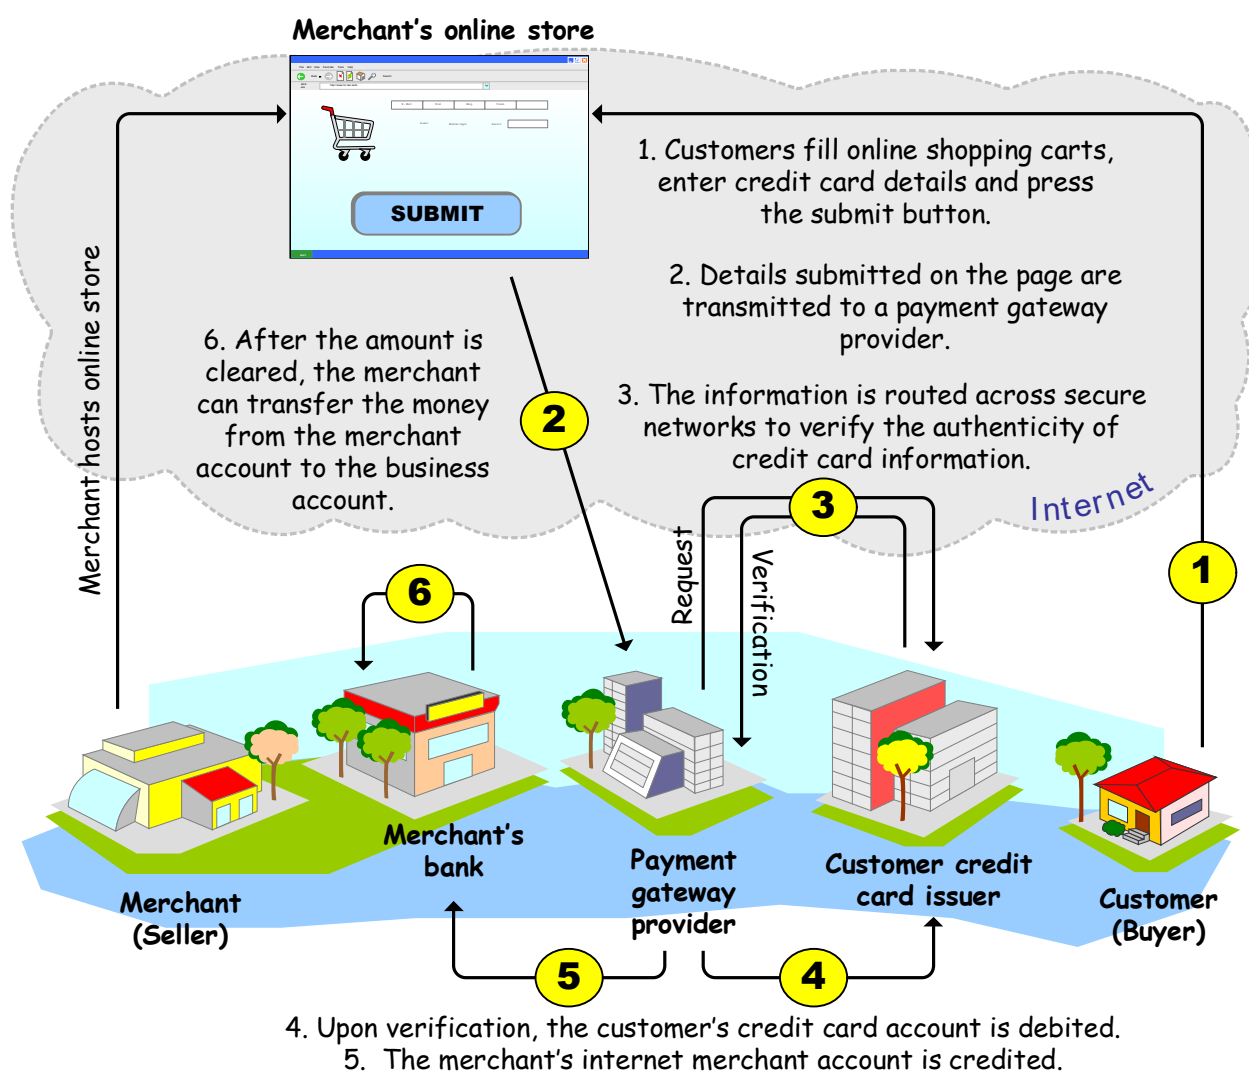 Merchant's online store
SUBMIT
1. Customers fill online shopping carts,
enter credit card details and press
the submit button.
2. Details submitted on the page are
transmitted to a payment gateway
provider.
3. The information is routed across secure
networks to verify the authenticity of
credit card information.
6. After the amount is
cleared, the merchant
can transfer the money
from the merchant
account to the business
account.
Merchant hosts online store
Internet
2
3
1
6
Request
Verification
Merchant's
bank
Payment
gateway
provider
Customer credit
card issuer
Merchant
(Seller)
Customer
(Buyer)
5
4
4. Upon verification, the customer's credit card account is debited.
5. The merchant's internet merchant account is credited.